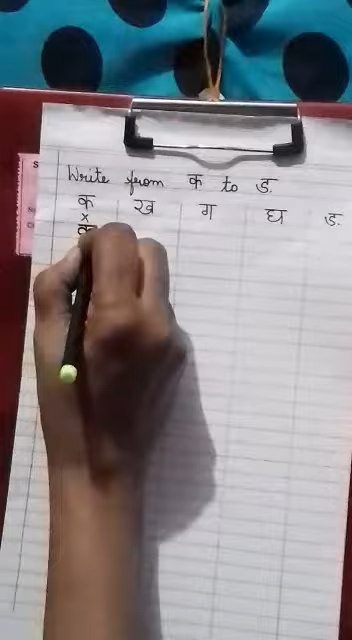 Write from क to ङ.
क ख ग घ ङ.
x
क